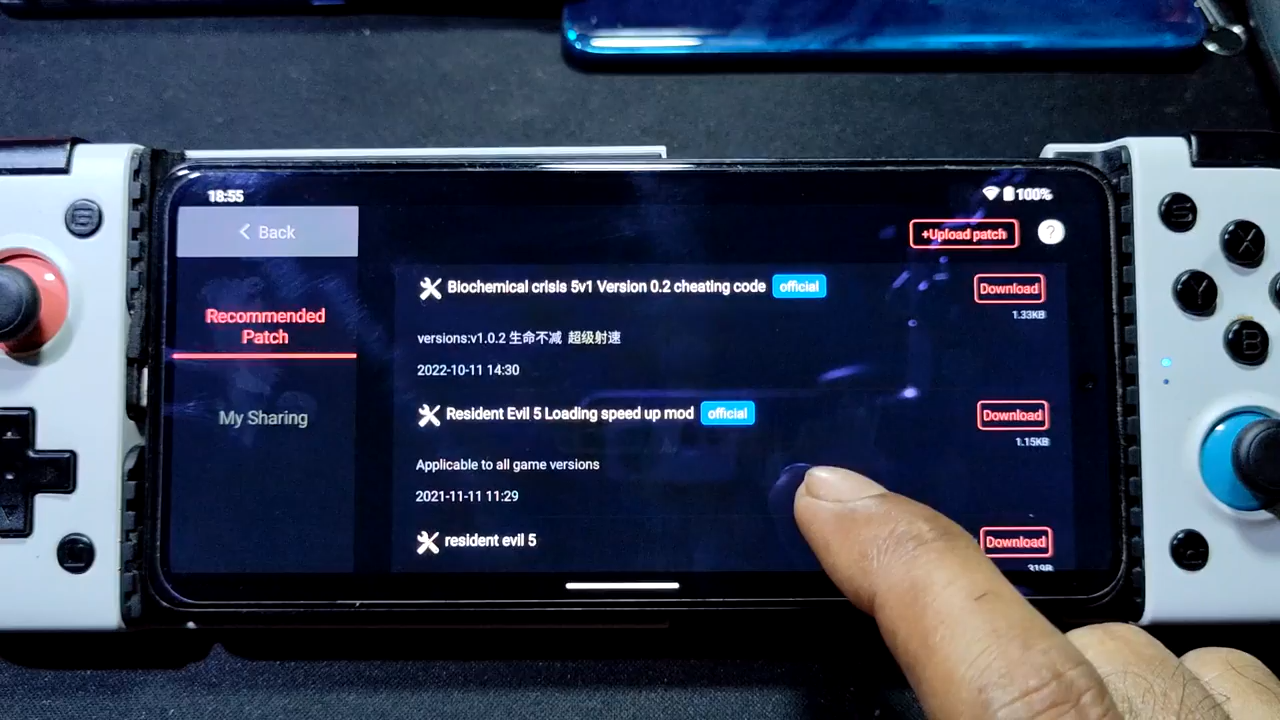 18:55
100%
Back
+Upload patch
?
Recommended
Patch
My Sharing
Biochemical crisis 5v1 Version 0.2 cheating code official
Download
1.33KB
versions:v1.0.2 生命不减 超级射速
2022-10-11 14:30
Resident Evil 5 Loading speed up mod official
Download
1.15KB
Applicable to all game versions
2021-11-11 11:29
resident evil 5
Download
319B
S
X
Y
B